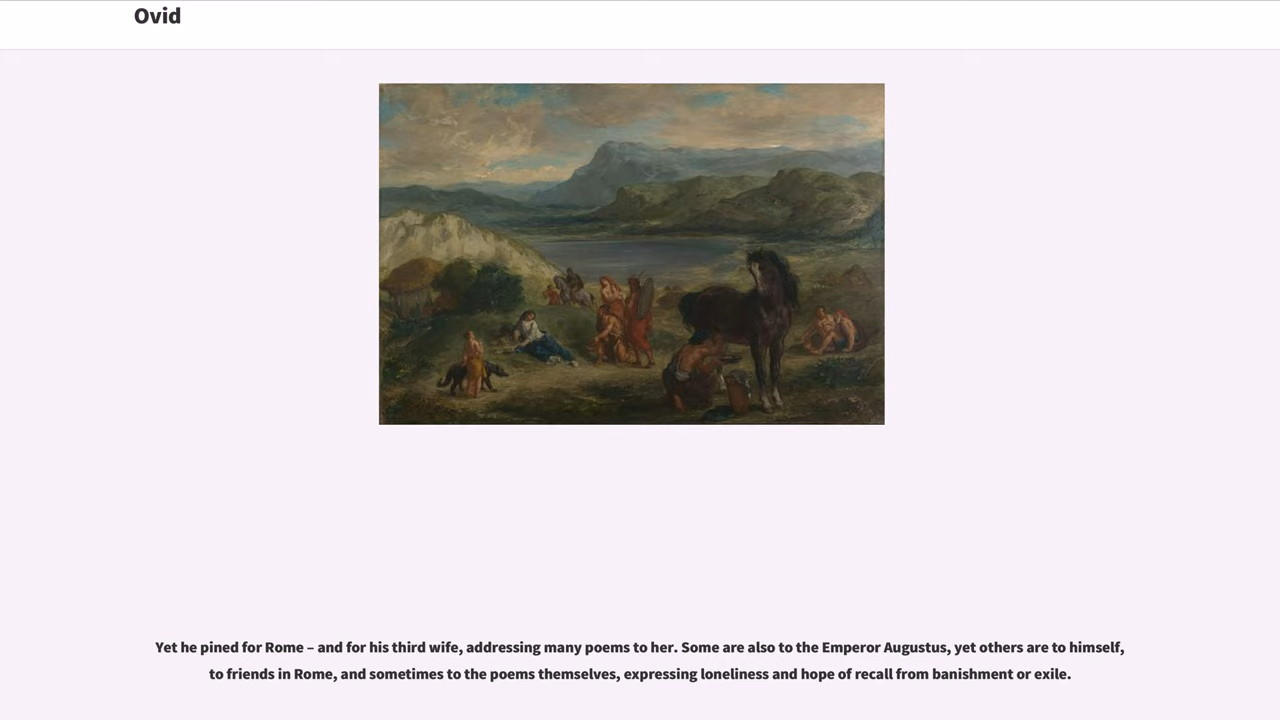 Ovid
Yet he pined for Rome – and for his third wife, addressing many poems to her. Some are also to the Emperor Augustus, yet others are to himself,
to friends in Rome, and sometimes to the poems themselves, expressing loneliness and hope of recall from banishment or exile.